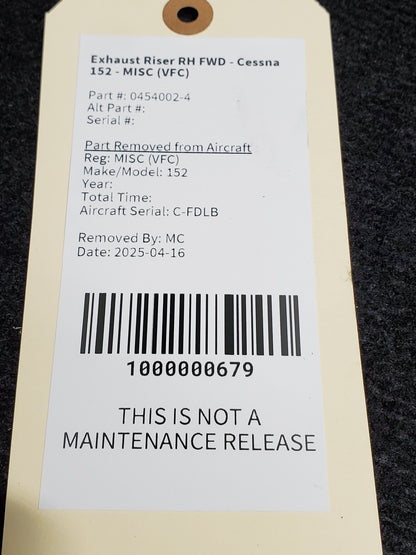 Exhaust Riser RH FWD - Cessna
152 - MISC (VFC)
Part #: 0454002-4
Alt Part #:
Serial #:
Part Removed from Aircraft
Reg: MISC (VFC)
Make/Model: 152
Year:
Total Time:
Aircraft Serial: C-FDLB
Removed By: MC
Date: 2025-04-16
1000000679
THIS IS NOT A
MAINTENANCE RELEASE